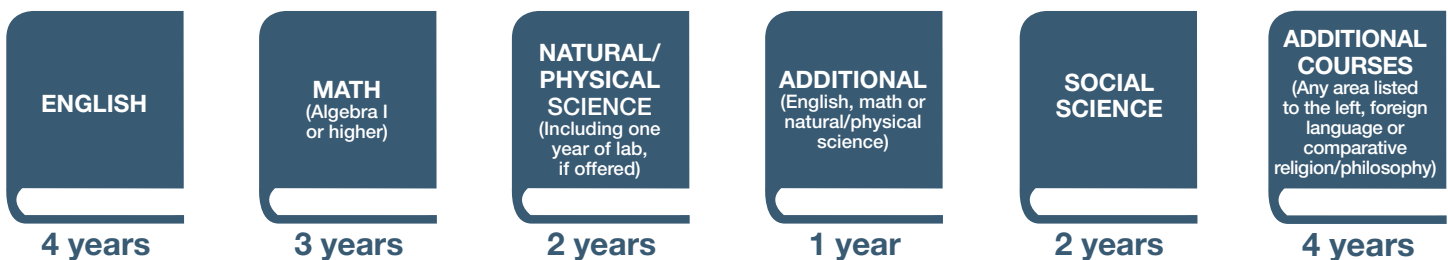 ENGLISH
4 years
MATH
(Algebra I
or higher)
3 years
NATURAL/
PHYSICAL
SCIENCE
(Including one
year of lab,
if offered)
2 years
ADDITIONAL
(English, math or
natural/physical
science)
1 year
SOCIAL
SCIENCE
2 years
ADDITIONAL
COURSES
(Any area listed
to the left, foreign
language or
comparative
religion/philosophy)
4 years